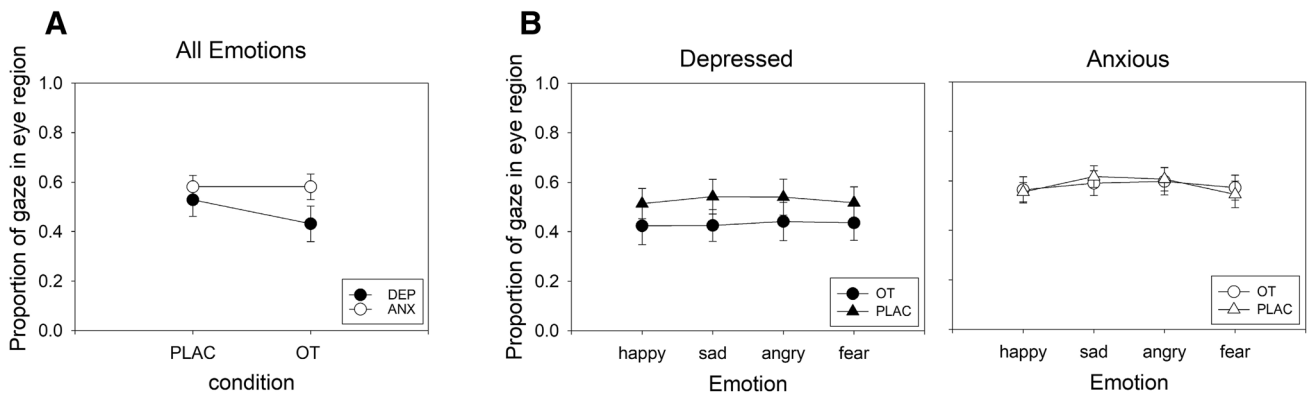 A
All Emotions
Proportion of gaze in eye region
1.0
0.8
0.6
0.4
0.2
0.0
PLAC
OT
condition
DEP
ANX
B
Depressed
Proportion of gaze in eye region
1.0
0.8
0.6
0.4
0.2
0.0
happy
sad
angry
fear
Emotion
OT
PLAC
Anxious
happy
sad
angry
fear
Emotion
OT
PLAC